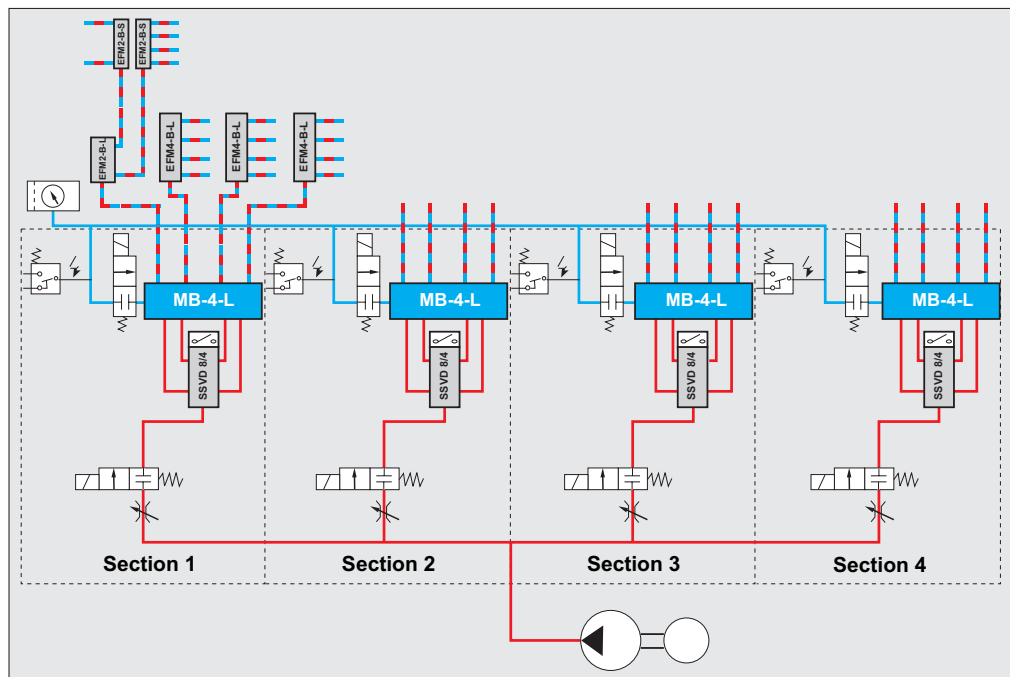 EFM2-B-S
EFM2-B-S
EFM2-B-L
EFM4-B-L
EFM4-B-L
EFM4-B-L
MB-4-L
MB-4-L
MB-4-L
MB-4-L
SSVD 8/4
SSVD 8/4
SSVD 8/4
SSVD 8/4
Section 1
Section 2
Section 3
Section 4